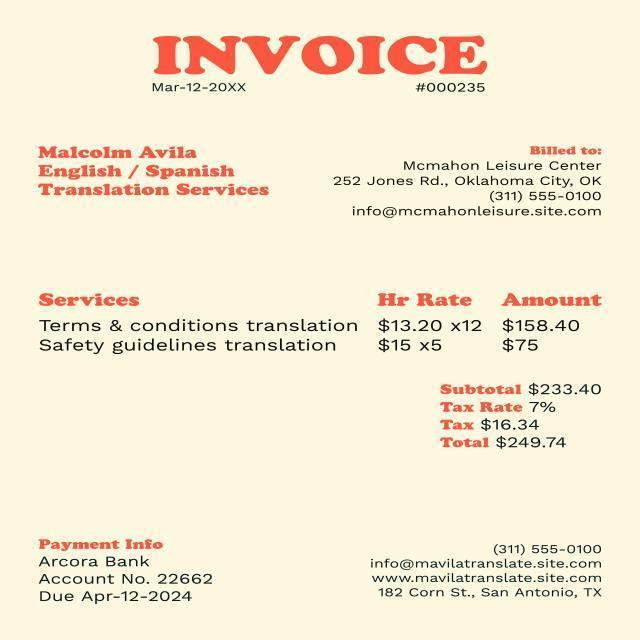 INVOICE
Mar-12-20XX #000235
Malcolm Avila
English / Spanish
Translation Services
Billed to:
Mcmahon Leisure Center
252 Jones Rd., Oklahoma City, OK
(311) 555-0100
info@mcmahonleisure.site.com
Services Hr Rate Amount
Terms & conditions translation $13.20 x12 $158.40
Safety guidelines translation $15 x5 $75
Subtotal $233.40
Tax Rate 7%
Tax $16.34
Total $249.74
Payment Info
Arcora Bank
Account No. 22662
Due Apr-12-2024
(311) 555-0100
info@mavilatranslate.site.com
www.mavilatranslate.site.com
182 Corn St., San Antonio, TX